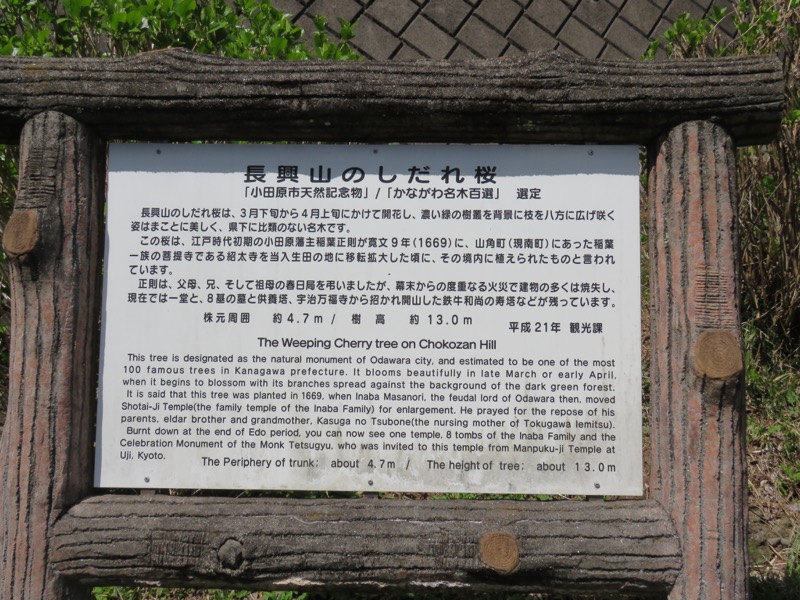 長興山のしだれ桜
「小田原市天然記念物」/「かながわ名木百選」　選定
長興山のしだれ桜は、3月下旬から4月上旬にかけて開花し、濃い緑の樹叢を背景に枝を八方に広げ咲く
姿はまことに美しく、県下に比類のない名木です。
この桜は、江戸時代初期の小田原藩主稲葉正則が寛文9年(1669)に、山角町(現南町)にあった稲葉
一族の菩提寺である紹太寺を当入生田の地に移転拡大した頃に、その境内に植えられたものと言われ
ています。
正則は、父母、兄、そして祖母の春日局を弔いましたが、幕末からの度重なる火災で建物の多くは焼失し、
現在では一堂と、8基の墓と供養塔、宇治万福寺から招かれ開山した鉄牛和尚の寿塔などが残っています。
株元周囲　約4.7m / 樹高　約13.0m
平成21年 観光課
The Weeping Cherry tree on Chokozan Hill
This tree is designated as the natural monument of Odawara city, and estimated to be one of the most
100 famous trees in Kanagawa prefecture. It blooms beautifully in late March or early April,
when it begins to blossom with its branches spread against the background of the dark green forest.
It is said that this tree was planted in 1669, when Inaba Masanori, the feudal lord of Odawara then, moved
Shotai-Ji Temple(the family temple of the Inaba Family) for enlargement. He prayed for the repose of his
parents, eldar brother and grandmother, Kasuga no Tsubone(the nursing mother of Tokugawa Iemitsu).
Burnt down at the end of Edo period, you can now see one temple, 8 tombs of the Inaba Family and the
Celebration Monument of the Monk Tetsugyu, who was invited to this temple from Manpuku-ji Temple at
Uji, Kyoto.
The Periphery of trunk; about 4.7m / The height of tree; about 13.0m